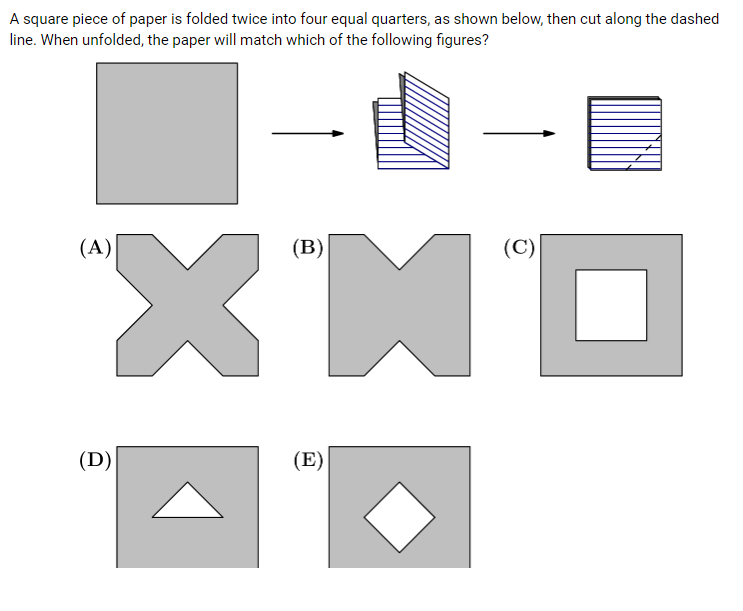 A square piece of paper is folded twice into four equal quarters, as shown below, then cut along the dashed
line. When unfolded, the paper will match which of the following figures?
(A) (B) (C)
(D) (E)